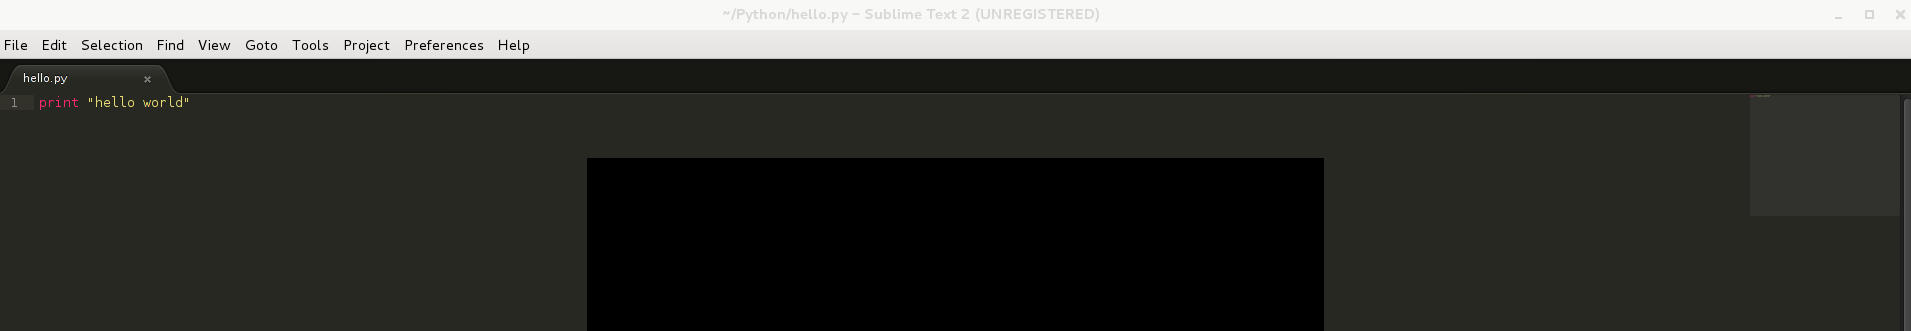 ~/Python/hello.py – Sublime Text 2 (UNREGISTERED)
File Edit Selection Find View Goto Tools Project Preferences Help
hello.py ×
1 print "hello world"